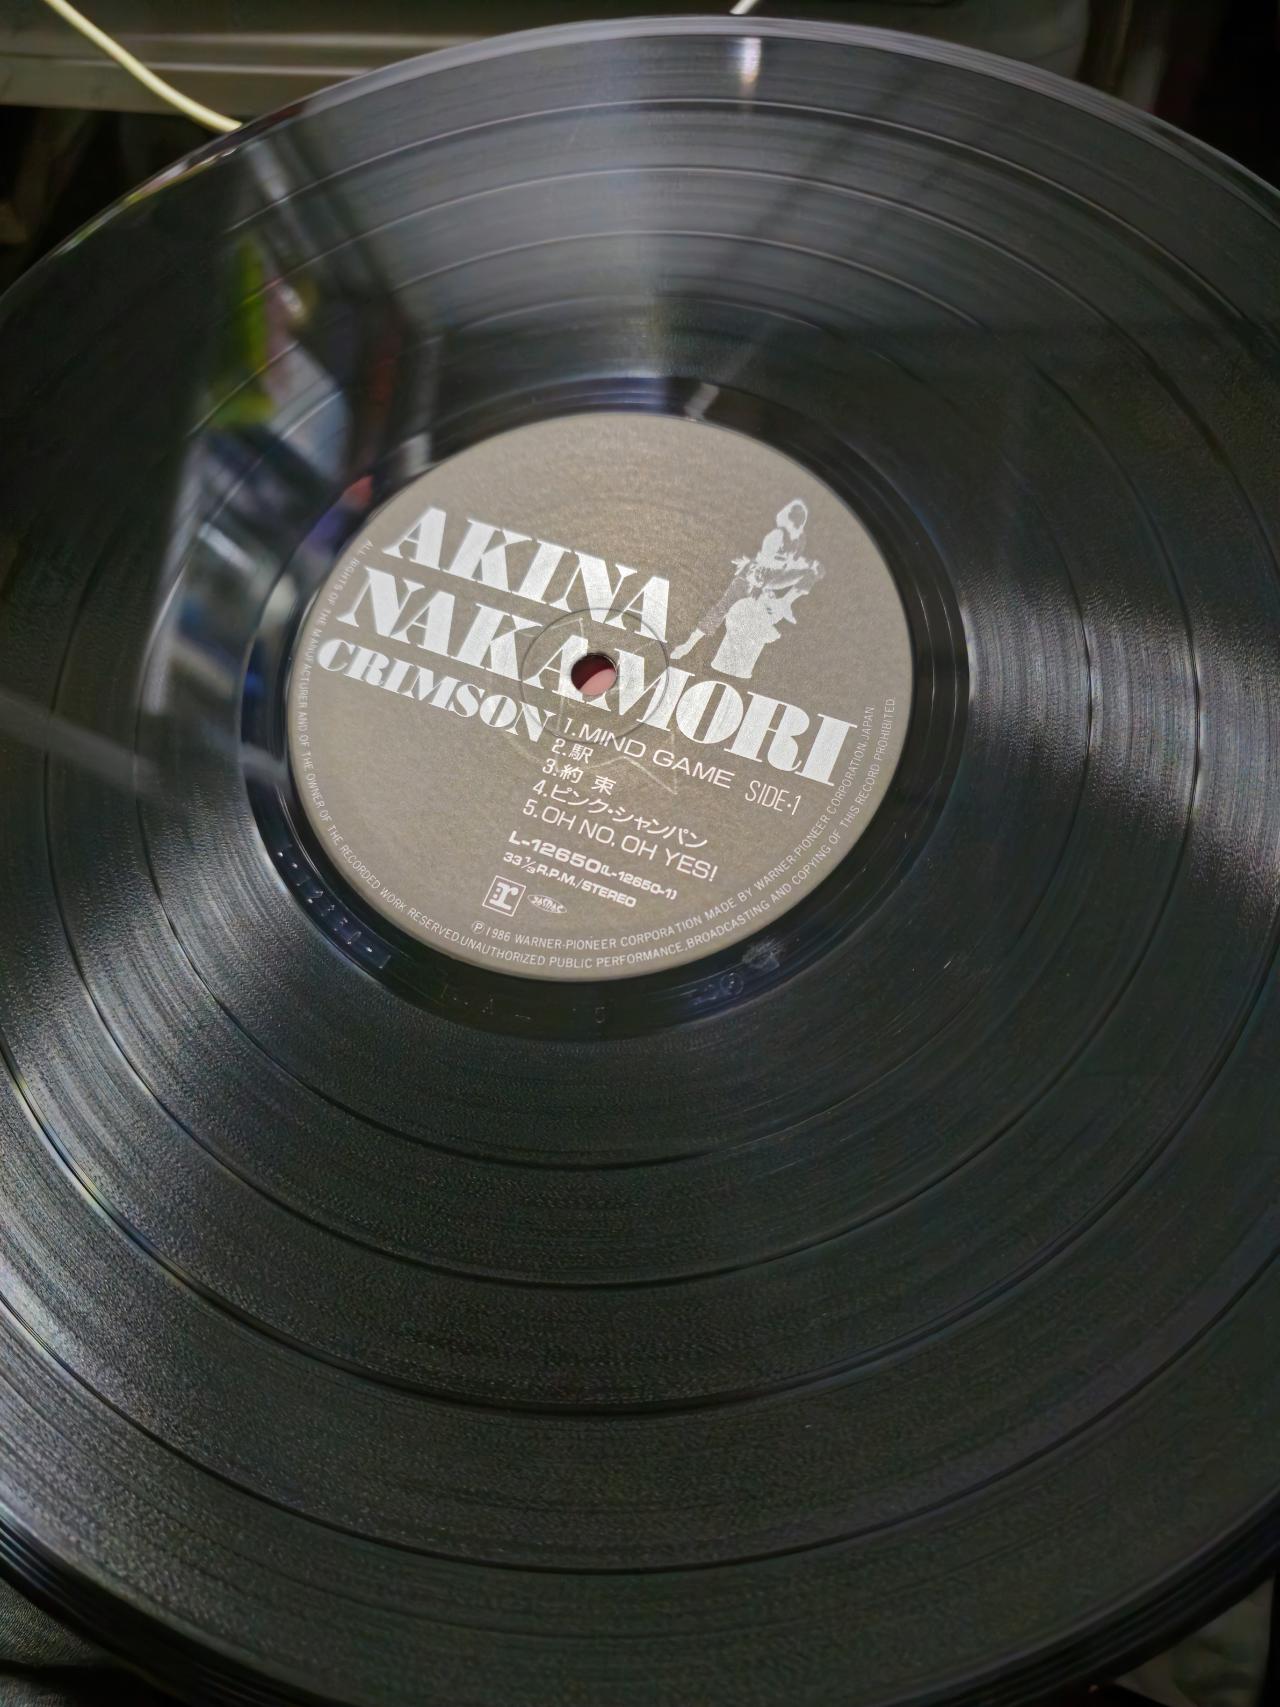 AKINA
NAKAMORI
CRIMSON
1.MIND GAME
2.駅
3.約 束
4.ピンク・シャンパン
5.OH NO, OH YES!
SIDE・1
L-12650(L-12650-1)
33⅓R.P.M./STEREO
r
JASRAC
Ⓟ1986 WARNER-PIONEER CORPORATION MADE BY WARNER-PIONEER CORPORATION, JAPAN.
ALL RIGHTS OF THE MANUFACTURER AND OF THE OWNER OF THE RECORDED WORK RESERVED.UNAUTHORIZED PUBLIC PERFORMANCE,BROADCASTING AND COPYING OF THIS RECORD PROHIBITED.